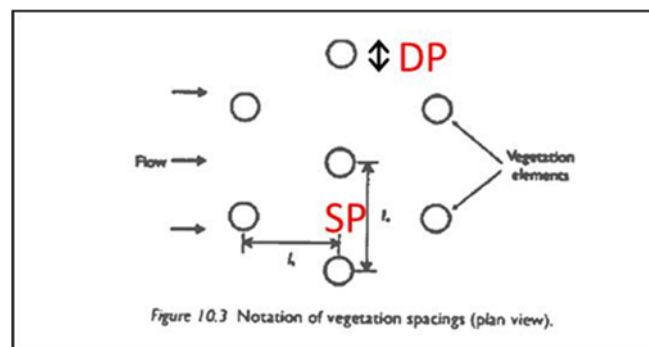 DP
Flow
Vegetation
elements
SP
Figure 10.3 Notation of vegetation spacings (plan view).